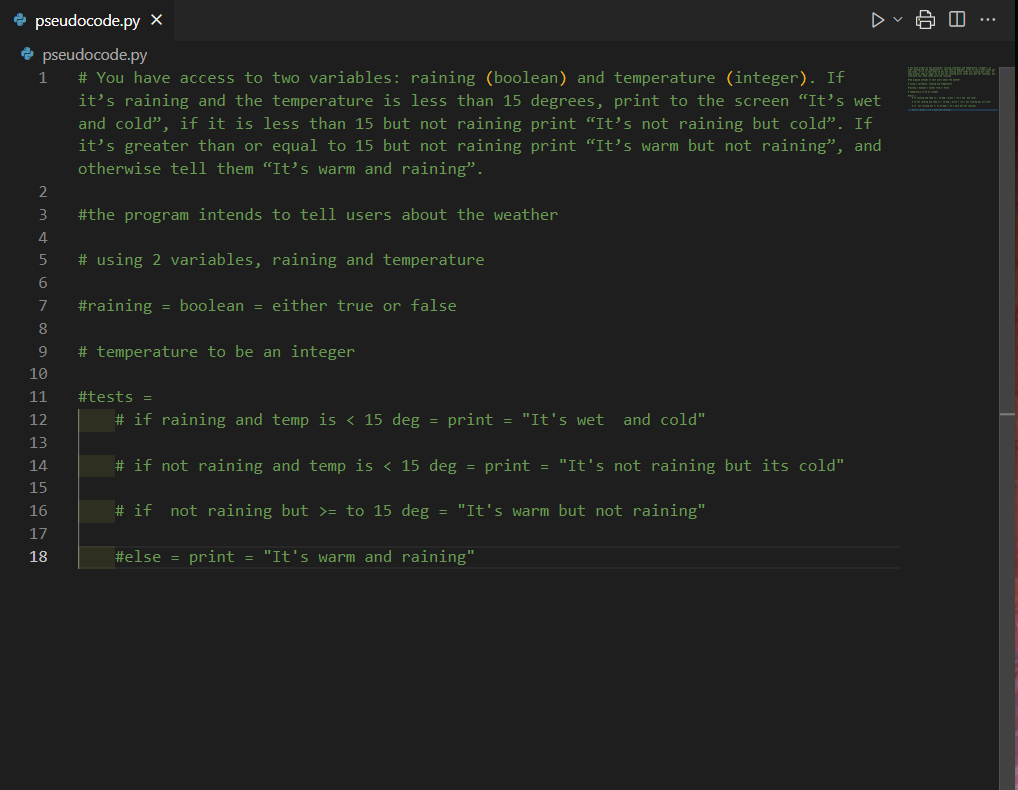 pseudocode.py
pseudocode.py
1 # You have access to two variables: raining (boolean) and temperature (integer). If
it’s raining and the temperature is less than 15 degrees, print to the screen “It’s wet
and cold”, if it is less than 15 but not raining print “It’s not raining but cold”. If
it’s greater than or equal to 15 but not raining print “It’s warm but not raining”, and
otherwise tell them “It’s warm and raining”.
2
3 #the program intends to tell users about the weather
4
5 # using 2 variables, raining and temperature
6
7 #raining = boolean = either true or false
8
9 # temperature to be an integer
10
11 #tests =
12 # if raining and temp is < 15 deg = print = "It's wet  and cold"
13
14 # if not raining and temp is < 15 deg = print = "It's not raining but its cold"
15
16 # if  not raining but >= to 15 deg = "It's warm but not raining"
17
18 #else = print = "It's warm and raining"